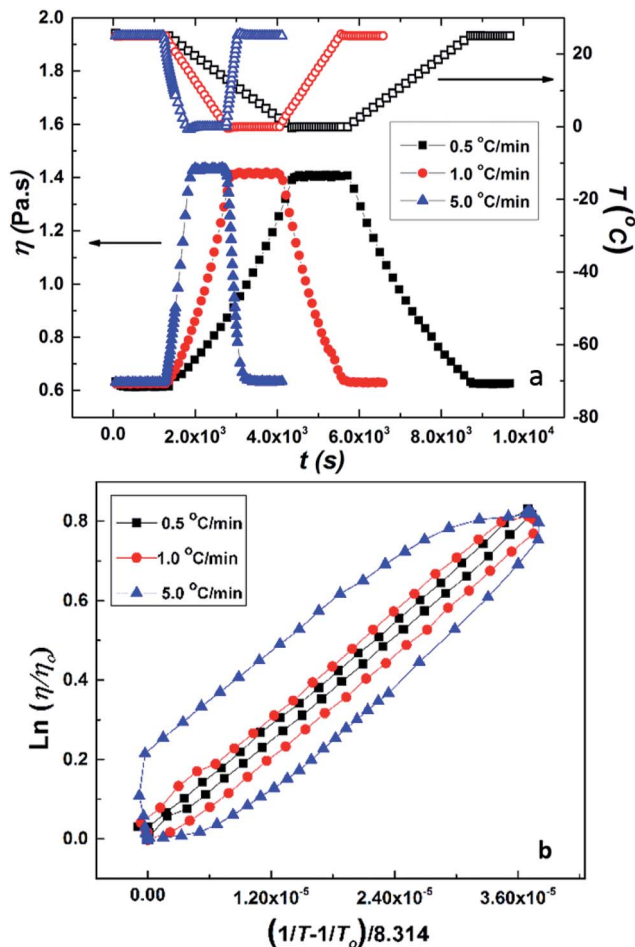 2.0
1.8
1.6
1.4
1.2
1.0
0.8
0.6
η (Pa.s)
20
0
-20
-40
-60
-80
T (°C)
0.5 °C/min
1.0 °C/min
5.0 °C/min
a
0.0 2.0x10³ 4.0x10³ 6.0x10³ 8.0x10³ 1.0x10⁴
t (s)
0.8
0.6
0.4
0.2
0.0
Ln (η/ηₒ)
0.5 °C/min
1.0 °C/min
5.0 °C/min
b
0.00 1.20x10⁻⁵ 2.40x10⁻⁵ 3.60x10⁻⁵
(1/T-1/Tₒ)/8.314